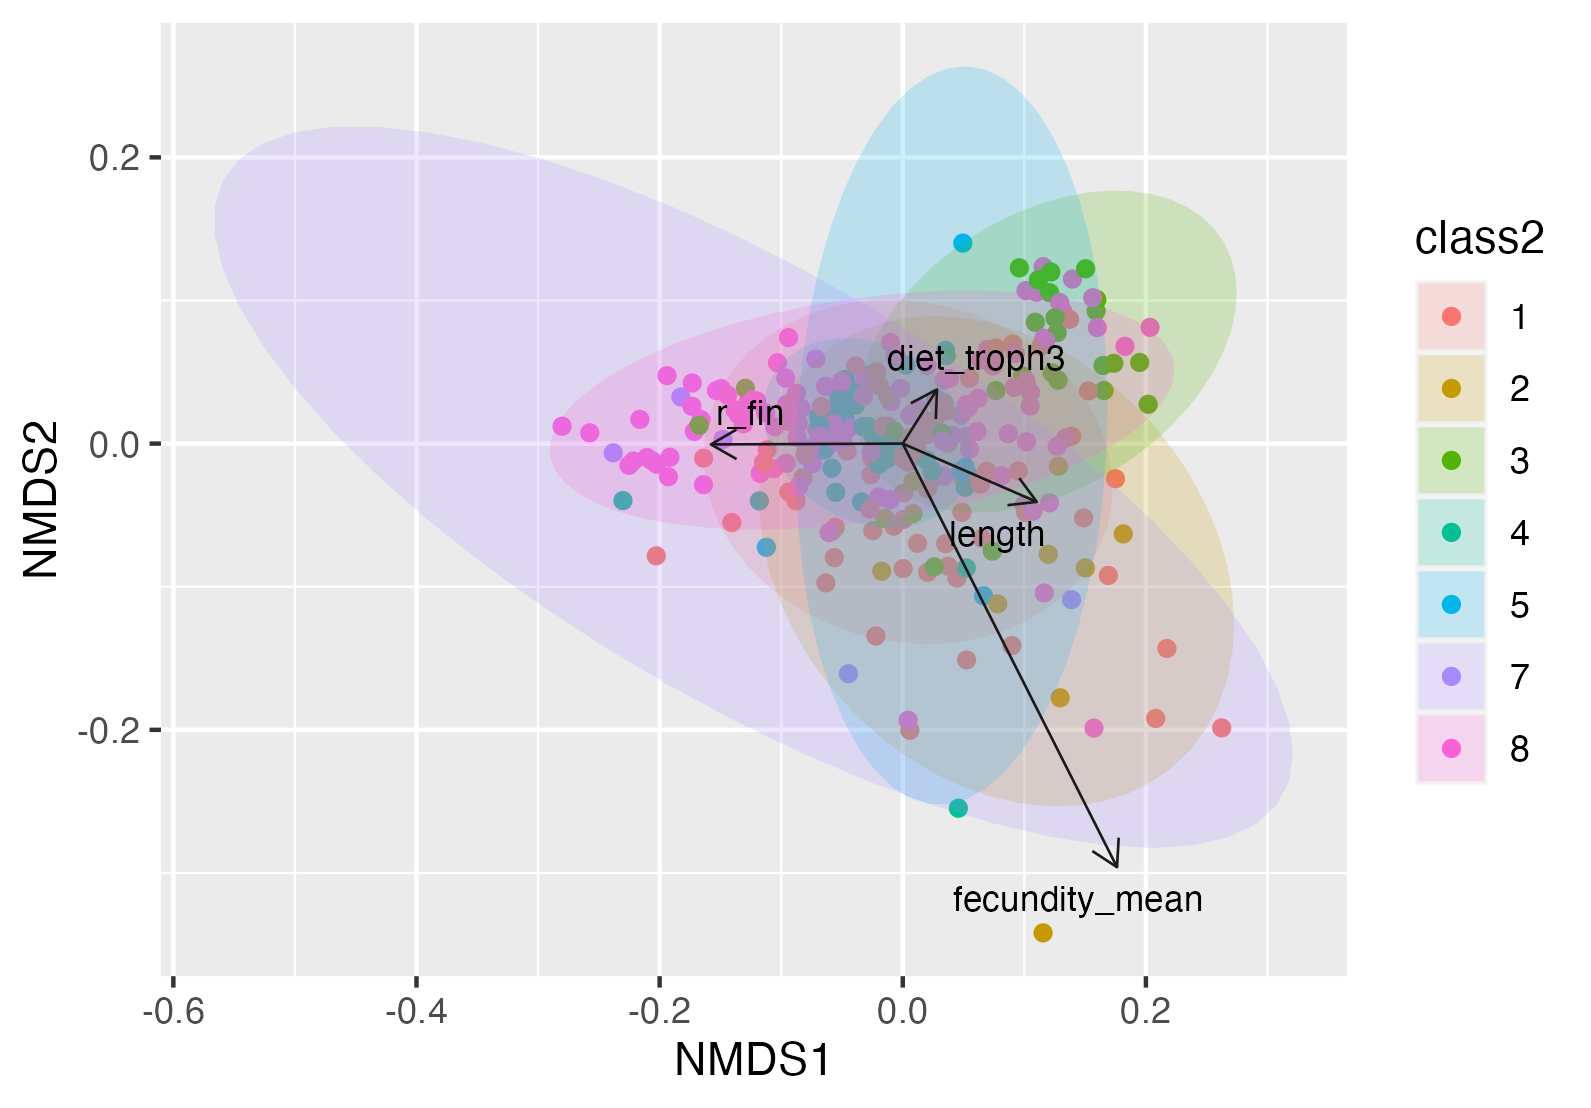 0.2
0.0
-0.2
NMDS2
diet_troph3
r_fin
length
fecundity_mean
-0.6
-0.4
-0.2
0.0
0.2
NMDS1
class2
1
2
3
4
5
7
8